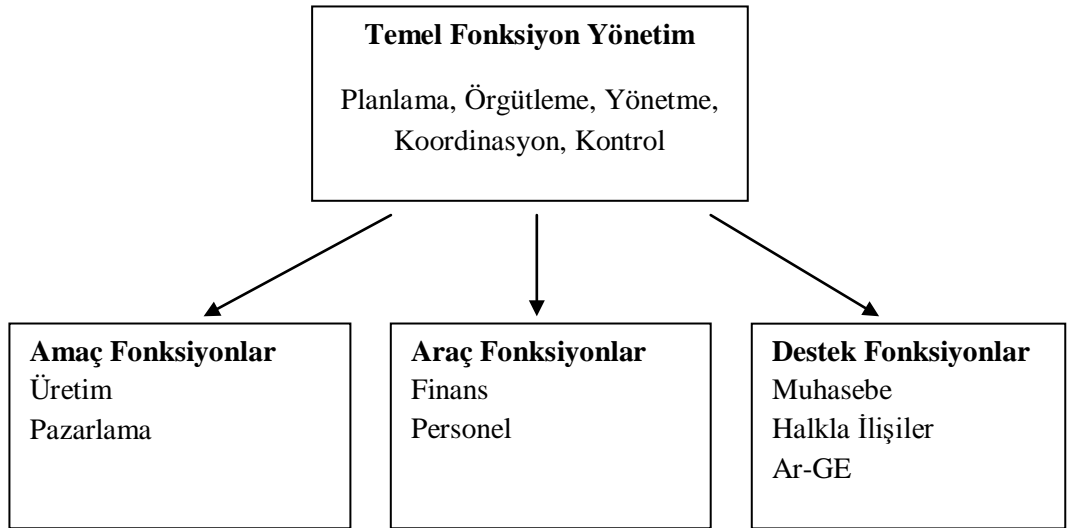 Temel Fonksiyon Yönetim
Planlama, Örgütleme, Yönetme,
Koordinasyon, Kontrol
Amaç Fonksiyonlar
Üretim
Pazarlama
Araç Fonksiyonlar
Finans
Personel
Destek Fonksiyonlar
Muhasebe
Halkla İlişiler
Ar-GE